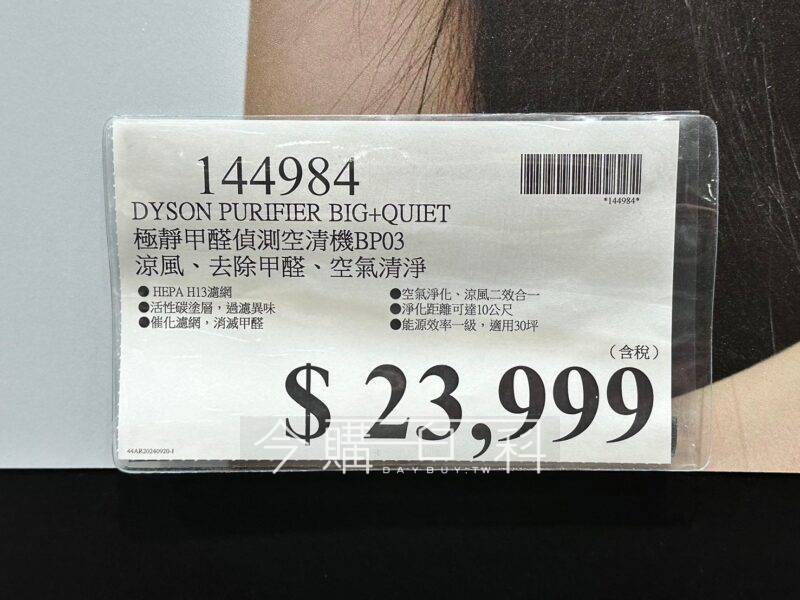 144984
*144984*
DYSON PURIFIER BIG+QUIET
極靜甲醛偵測空清機BP03
涼風、去除甲醛、空氣清淨
●HEPA H13濾網
●活性碳塗層，過濾異味
●催化濾網，消滅甲醛
●空氣淨化、涼風二效合一
●淨化距離可達10公尺
●能源效率一級，適用30坪
（含稅）
$ 23,999
44AR20240920-1
今購百科
DAYBUY.TW